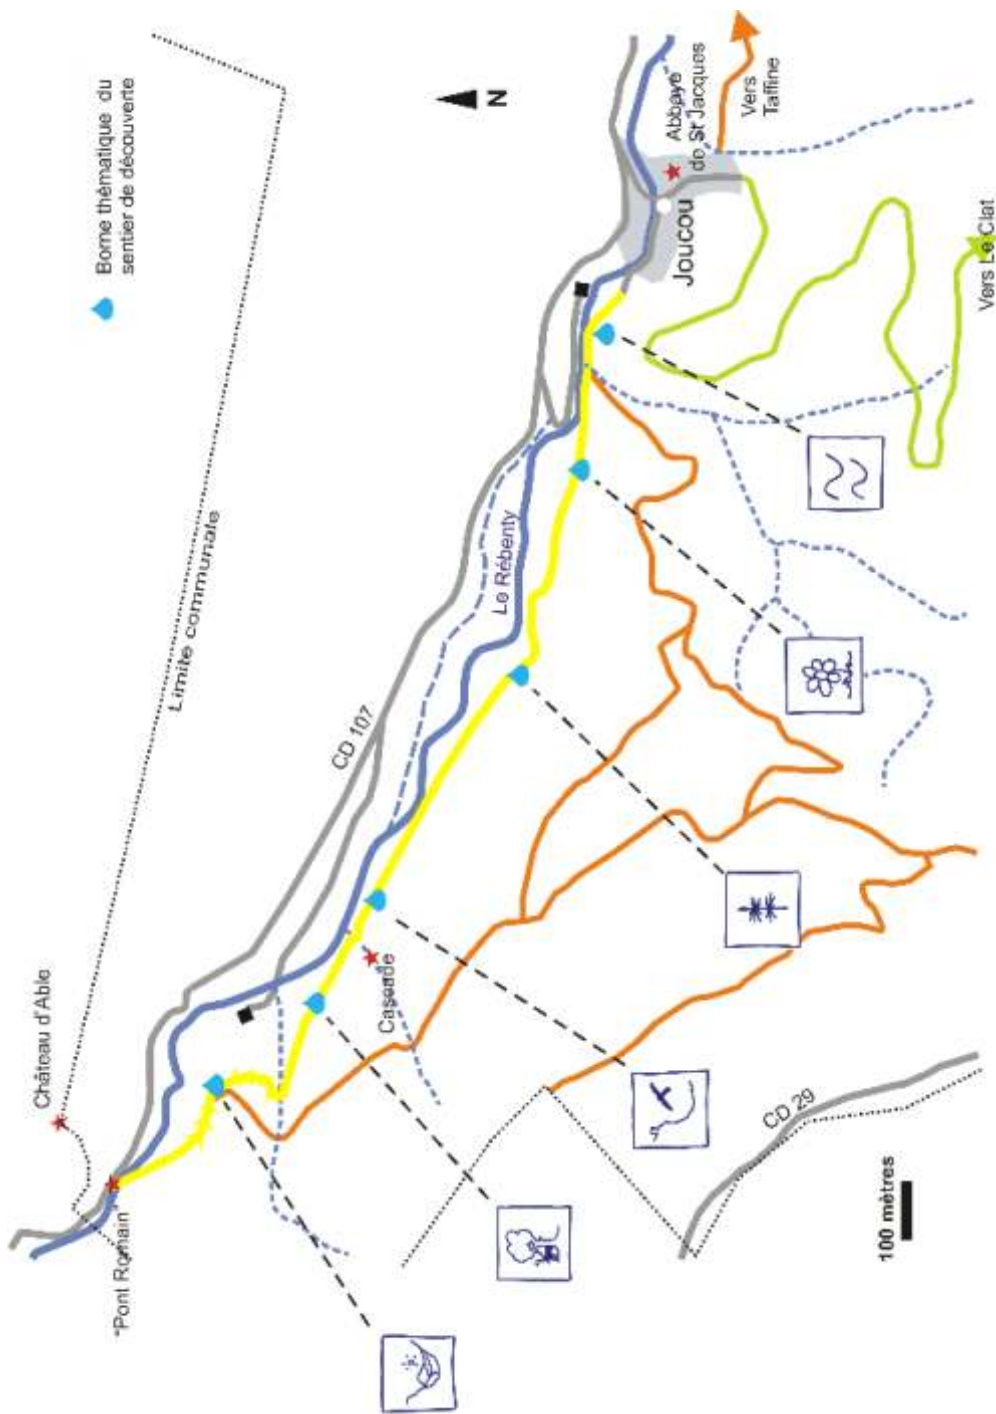 Borne thématique du
sentier de découverte
Limite communale
Château d'Able
"Pont Romain"
CD 107
Le Rébenty
N
Abbaye
de St Jacques
Vers
Taffine
Joucou
Vers Le Clat
Cascade
CD 29
100 mètres